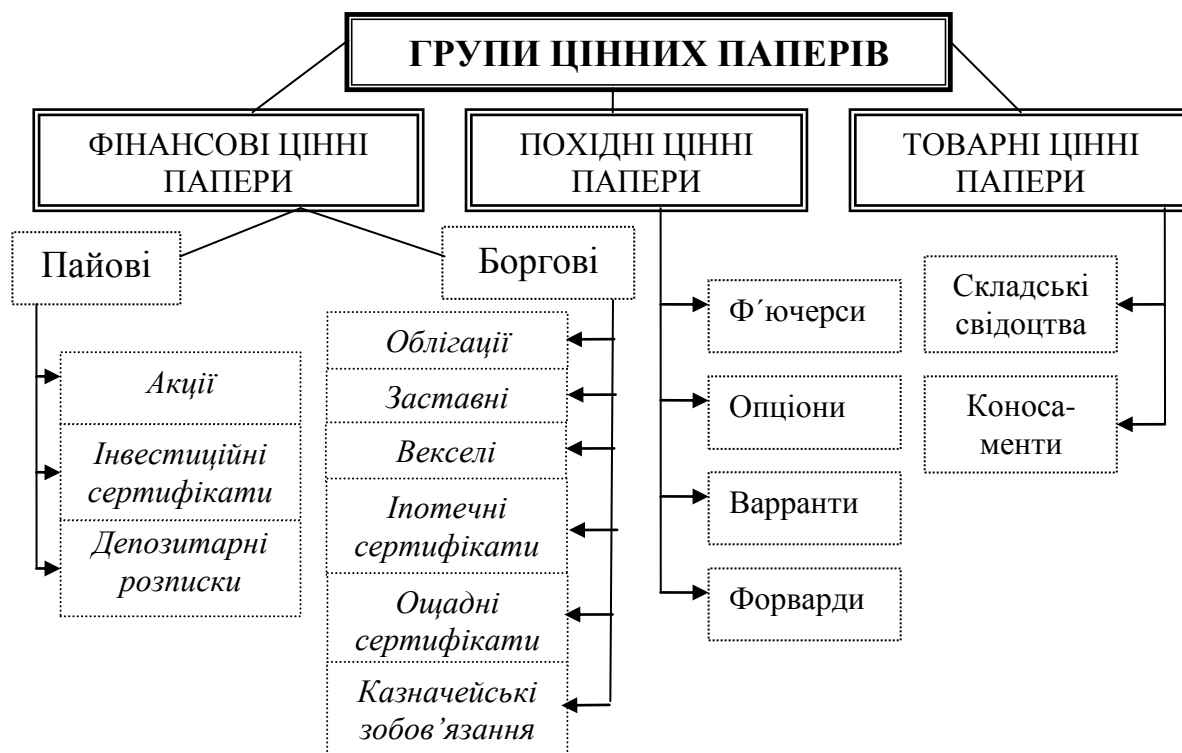 ГРУПИ ЦІННИХ ПАПЕРІВ
ФІНАНСОВІ ЦІННІ
ПАПЕРИ
ПОХІДНІ ЦІННІ
ПАПЕРИ
ТОВАРНІ ЦІННІ
ПАПЕРИ
Пайові
Акції
Інвестиційні
сертифікати
Депозитарні
розписки
Боргові
Облігації
Заставні
Векселі
Іпотечні
сертифікати
Ощадні
сертифікати
Казначейські
зобов’язання
Ф´ючерси
Опціони
Варранти
Форварди
Складські
свідоцтва
Коноса-
менти